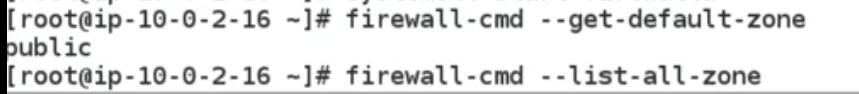 [root@ip-10-0-2-16 ~]# firewall-cmd --get-default-zone
public
[root@ip-10-0-2-16 ~]# firewall-cmd --list-all-zone